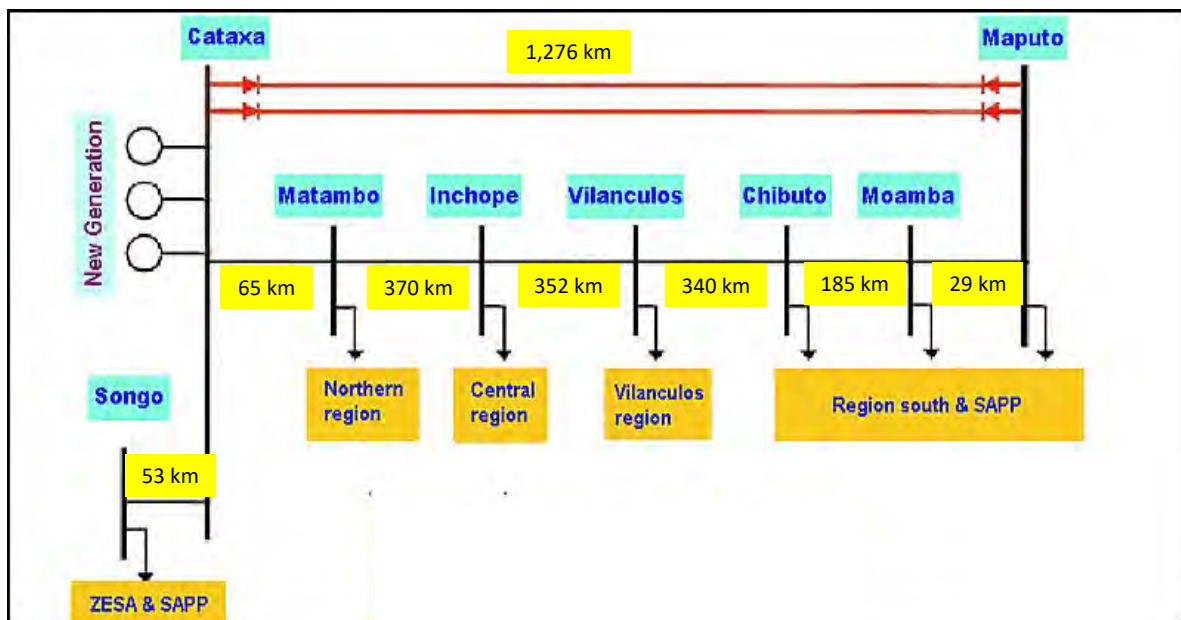 Cataxa
1,276 km
Maputo
New Generation
Matambo
Inchope
Vilanculos
Chibuto
Moamba
65 km
370 km
352 km
340 km
185 km
29 km
Northern
region
Central
region
Vilanculos
region
Region south & SAPP
Songo
53 km
ZESA & SAPP